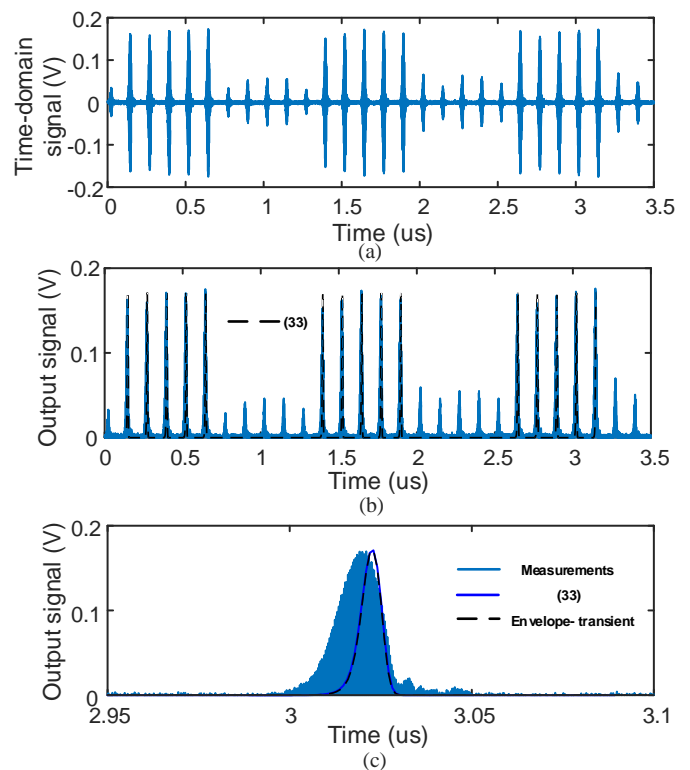 0.2
0.1
0
-0.1
-0.2
Time-domain
signal (V)
0 0.5 1 1.5 2 2.5 3 3.5
Time (us)
(a)
0.2
0.1
0
Output signal (V)
(33)
0 0.5 1 1.5 2 2.5 3 3.5
Time (us)
(b)
0.2
0.1
0
Output signal (V)
Measurements
(33)
Envelope- transient
2.95 3 3.05 3.1
Time (us)
(c)